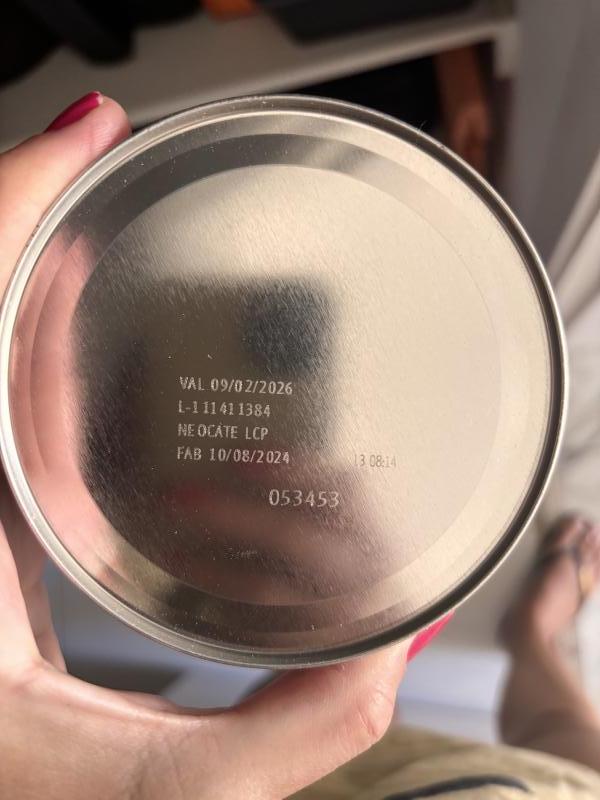 VAL 09/02/2026
L-111411384
NEOCATE LCP
FAB 10/08/2024
13 08:14
053453